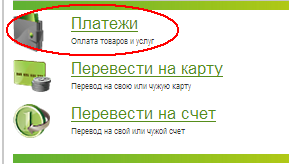 Платежи
Оплата товаров и услуг
Перевести на карту
Перевод на свою или чужую карту
Перевести на счет
Перевод на свой или чужой счет